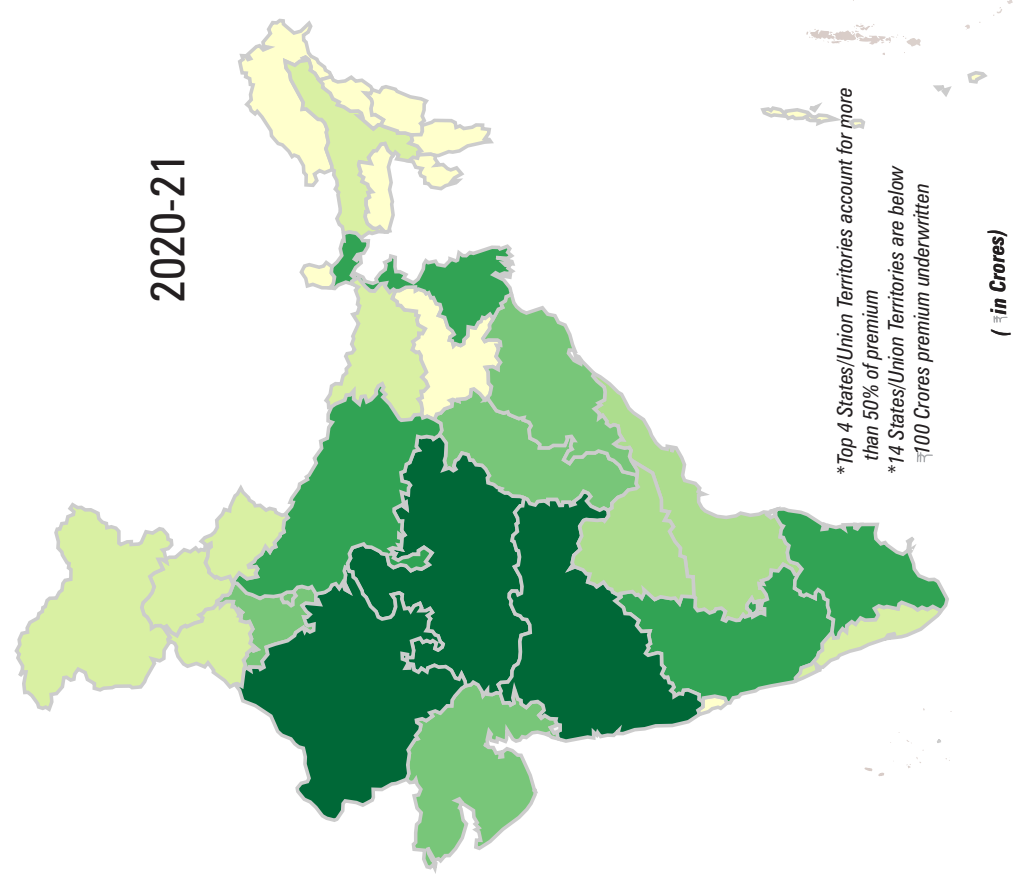 2020-21
*Top 4 States/Union Territories account for more
than 50% of premium
*14 States/Union Territories are below
₹100 Crores premium underwritten
( ₹ in Crores)